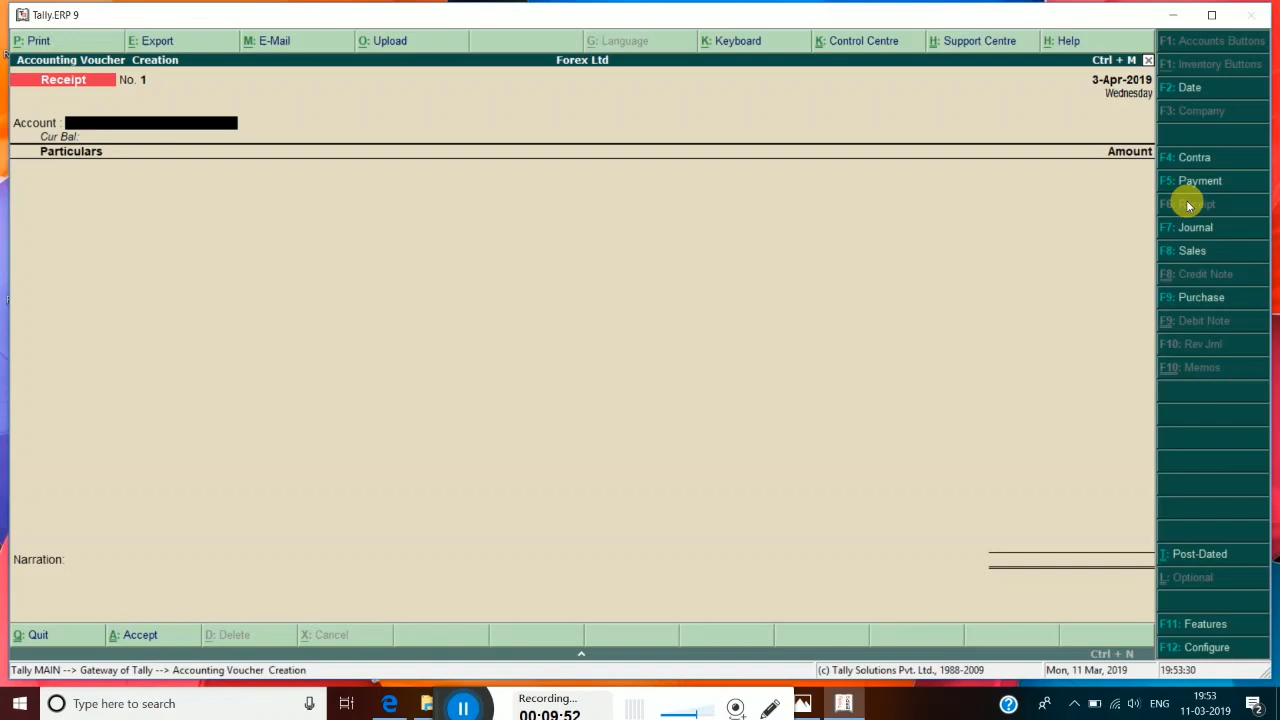 Tally.ERP 9
P: Print
E: Export
M: E-Mail
O: Upload
G: Language
K: Keyboard
K: Control Centre
H: Support Centre
H: Help
Accounting Voucher Creation
Forex Ltd
Ctrl + M
Receipt No. 1
3-Apr-2019
Wednesday
Account :
Cur Bal:
Particulars
Amount
Narration:
F1: Accounts Buttons
F1: Inventory Buttons
F2: Date
F3: Company
F4: Contra
F5: Payment
F6: Receipt
F7: Journal
F8: Sales
F8: Credit Note
F9: Purchase
F9: Debit Note
F10: Rev Jrnl
F10: Memos
T: Post-Dated
L: Optional
F11: Features
F12: Configure
Q: Quit
A: Accept
D: Delete
X: Cancel
Ctrl + N
Tally MAIN --> Gateway of Tally --> Accounting Voucher Creation
(c) Tally Solutions Pvt. Ltd., 1988-2009
Mon, 11 Mar, 2019
19:53:30
Type here to search
Recording...
00:09:52
ENG
19:53
11-03-2019
2